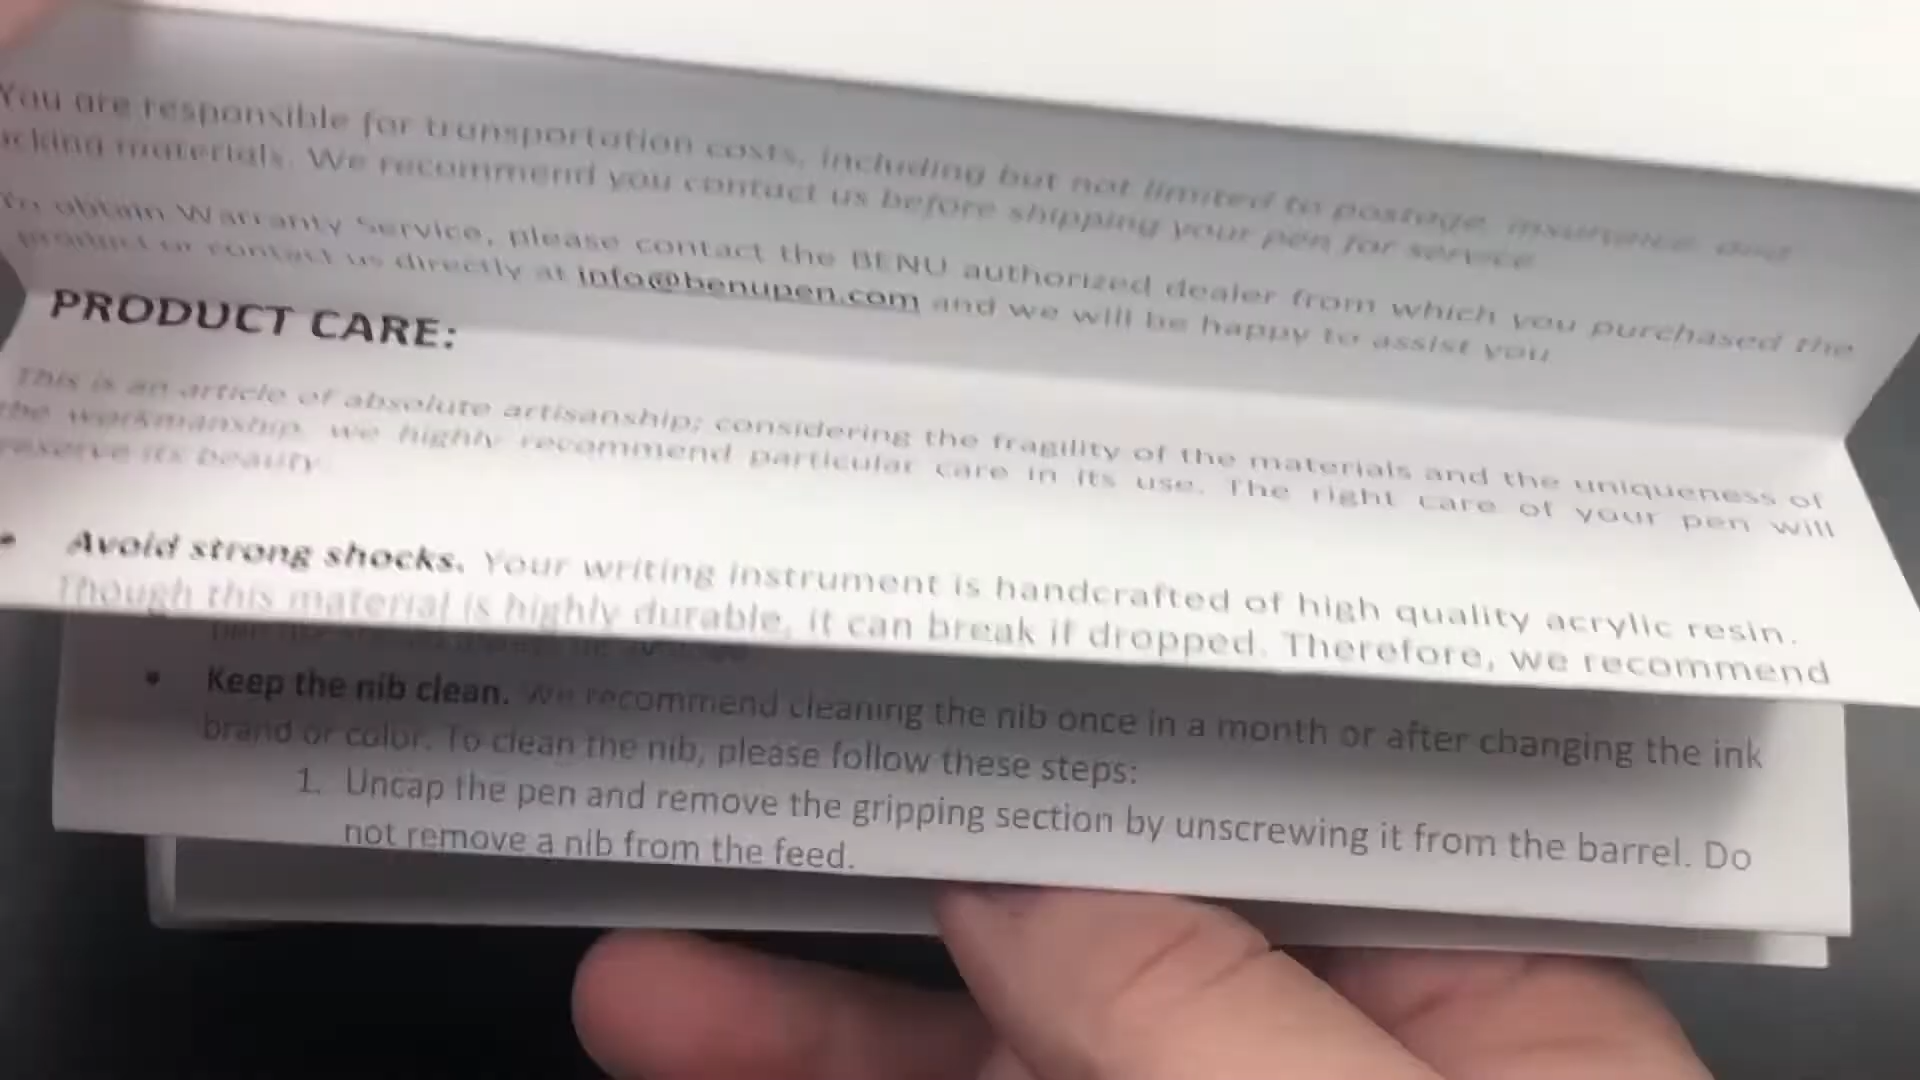 You are responsible for transportation costs, including but not limited to postage, insurance, and
materials. We recommend you contact us before shipping your pen for service
To obtain Warranty Service, please contact the BENU authorized dealer from which you purchased the
product or contact us directly at info@benupen.com and we will be happy to assist you
PRODUCT CARE:
This is an article of absolute artisanship; considering the fragility of the materials and the uniqueness of
the workmanship, we highly recommend particular care in its use. The right care of your pen will
its beauty.
• Avoid strong shocks. Your writing instrument is handcrafted of high quality acrylic resin.
Though this material is highly durable, it can break if dropped. Therefore, we recommend
• Keep the nib clean. We recommend cleaning the nib once in a month or after changing the ink
brand or color. To clean the nib, please follow these steps:
1. Uncap the pen and remove the gripping section by unscrewing it from the barrel. Do
not remove a nib from the feed.